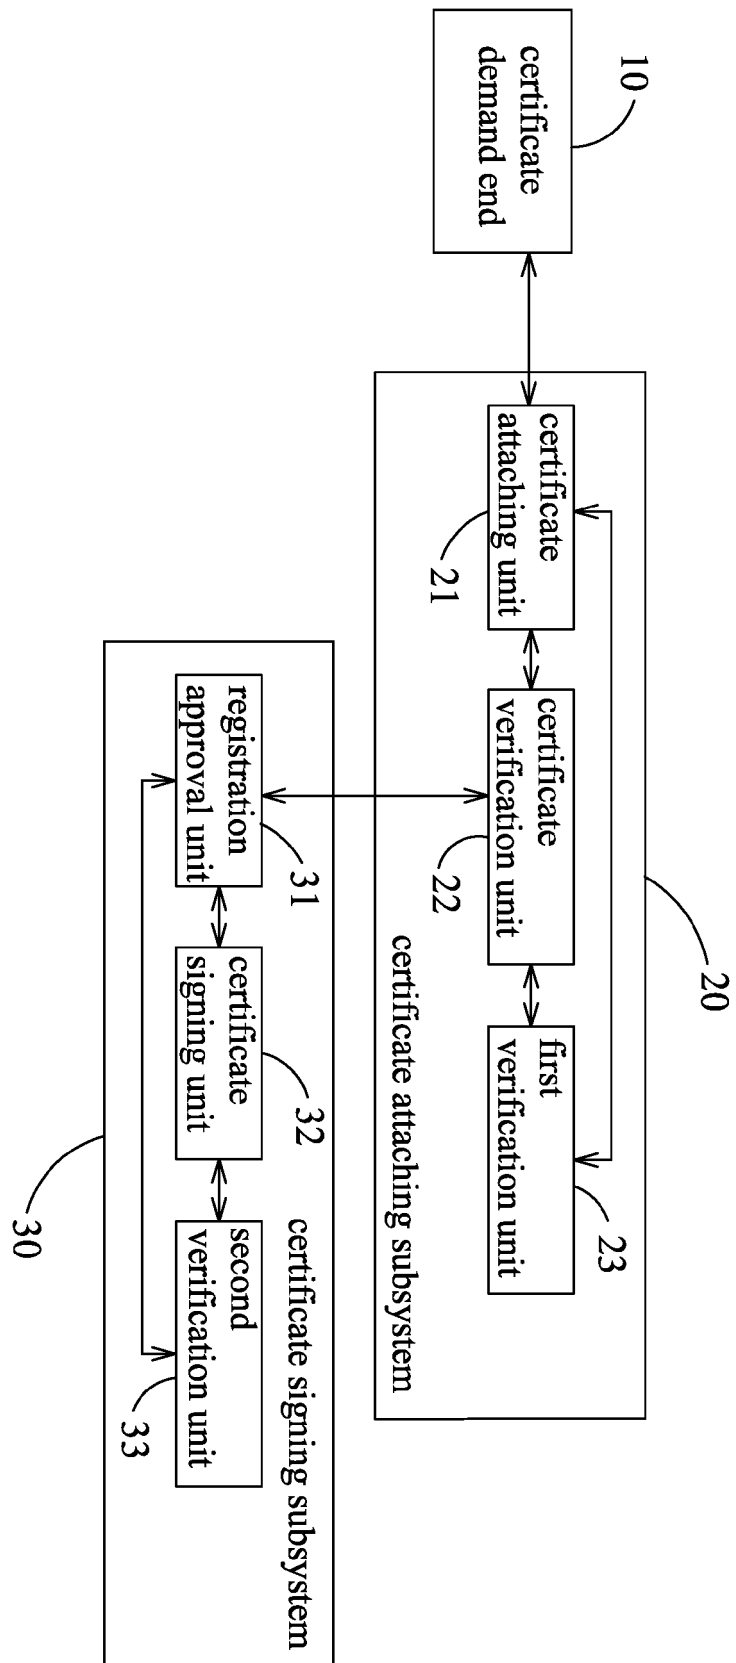 10
certificate
demand end
20
certificate
attaching unit
21
certificate
verification unit
22
first
verification unit
23
certificate attaching subsystem
registration
approval unit
31
certificate
signing unit
32
second
verification unit
33
certificate signing subsystem
30